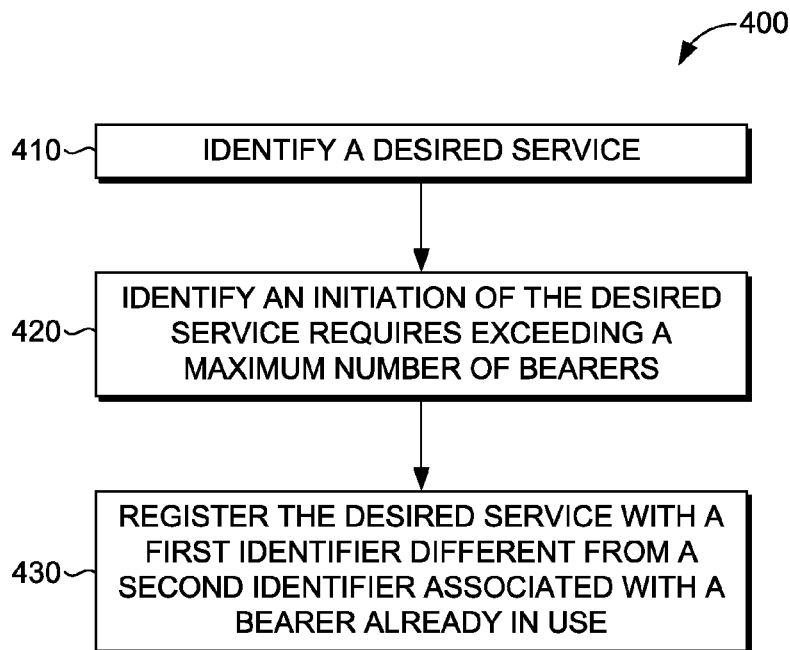 400
410
IDENTIFY A DESIRED SERVICE
IDENTIFY AN INITIATION OF THE DESIRED
420
SERVICE REQUIRES EXCEEDING A
MAXIMUM NUMBER OF BEARERS
REGISTER THE DESIRED SERVICE WITH A
FIRST IDENTIFIER DIFFERENT FROM A
430
SECOND IDENTIFIER ASSOCIATED WITH A
BEARER ALREADY IN USE